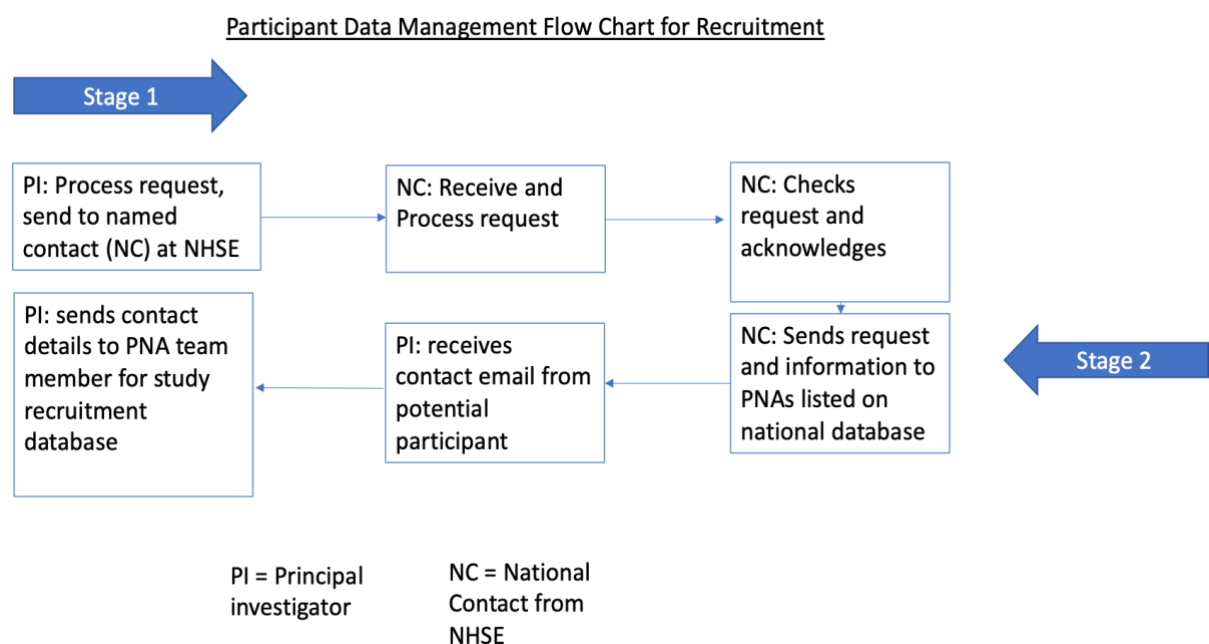 Participant Data Management Flow Chart for Recruitment
Stage 1
PI: Process request,
send to named
contact (NC) at NHSE
NC: Receive and
Process request
NC: Checks
request and
acknowledges
NC: Sends request
and information to
PNAs listed on
national database
Stage 2
PI: receives
contact email from
potential
participant
PI: sends contact
details to PNA team
member for study
recruitment
database
PI = Principal
investigator
NC = National
Contact from
NHSE